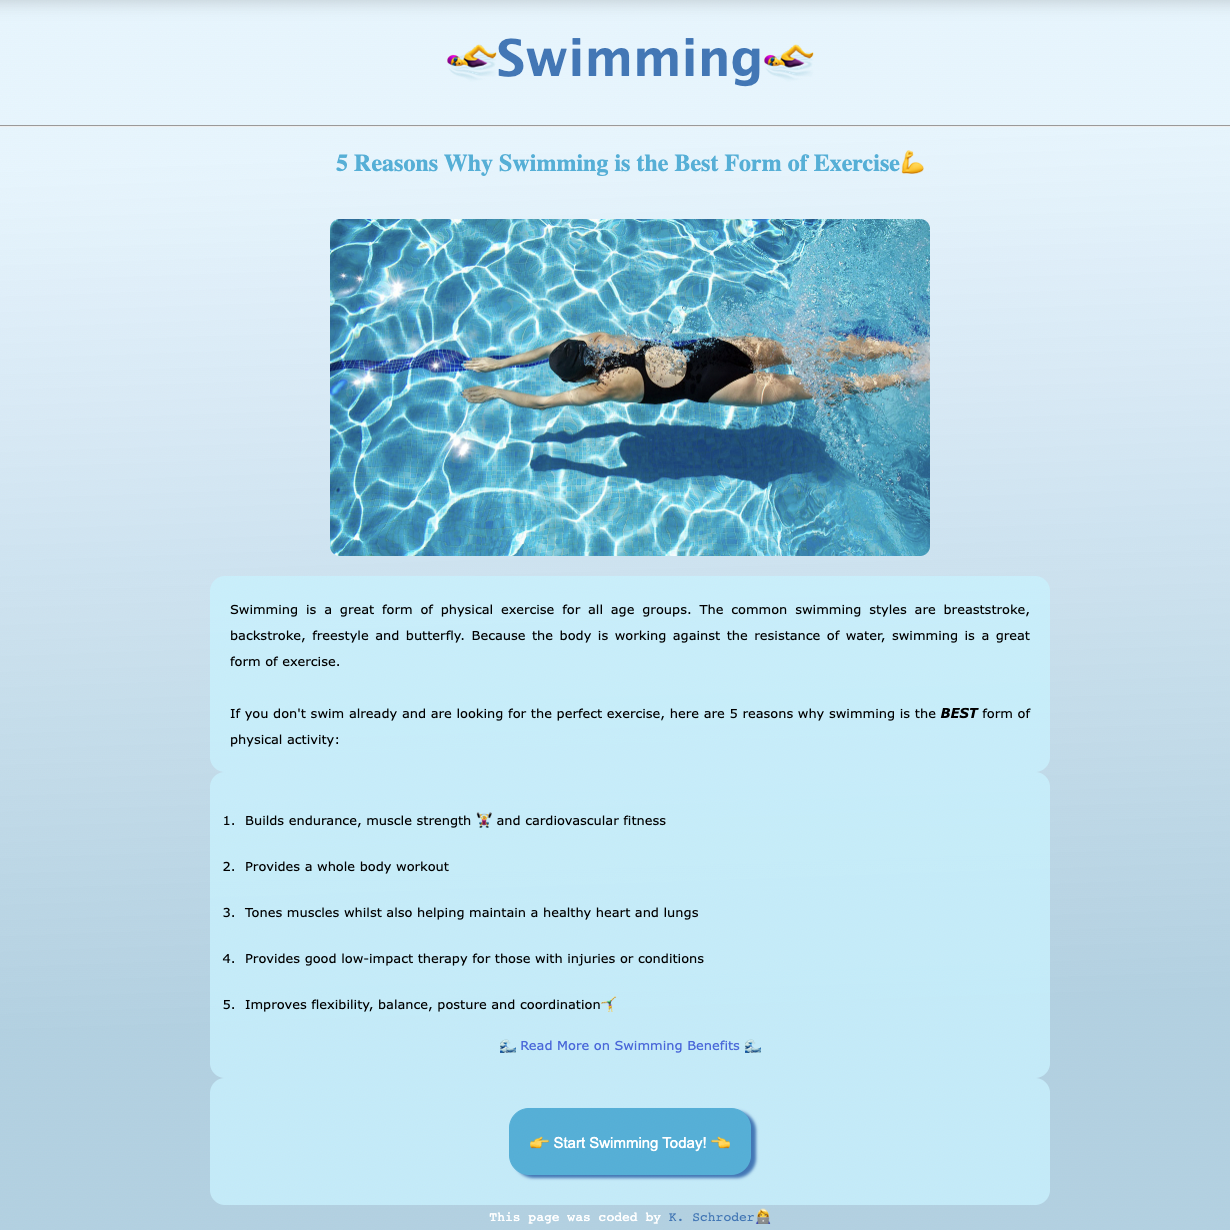 🏊‍♀️Swimming🏊‍♀️
5 Reasons Why Swimming is the Best Form of Exercise💪
Swimming is a great form of physical exercise for all age groups. The common swimming styles are breaststroke,
backstroke, freestyle and butterfly. Because the body is working against the resistance of water, swimming is a great
form of exercise.
If you don't swim already and are looking for the perfect exercise, here are 5 reasons why swimming is the BEST form of
physical activity:
1. Builds endurance, muscle strength 🏋️‍♀️ and cardiovascular fitness
2. Provides a whole body workout
3. Tones muscles whilst also helping maintain a healthy heart and lungs
4. Provides good low-impact therapy for those with injuries or conditions
5. Improves flexibility, balance, posture and coordination🤸
🌊 Read More on Swimming Benefits 🌊
👉 Start Swimming Today! 👈
This page was coded by K. Schroder👩‍💻